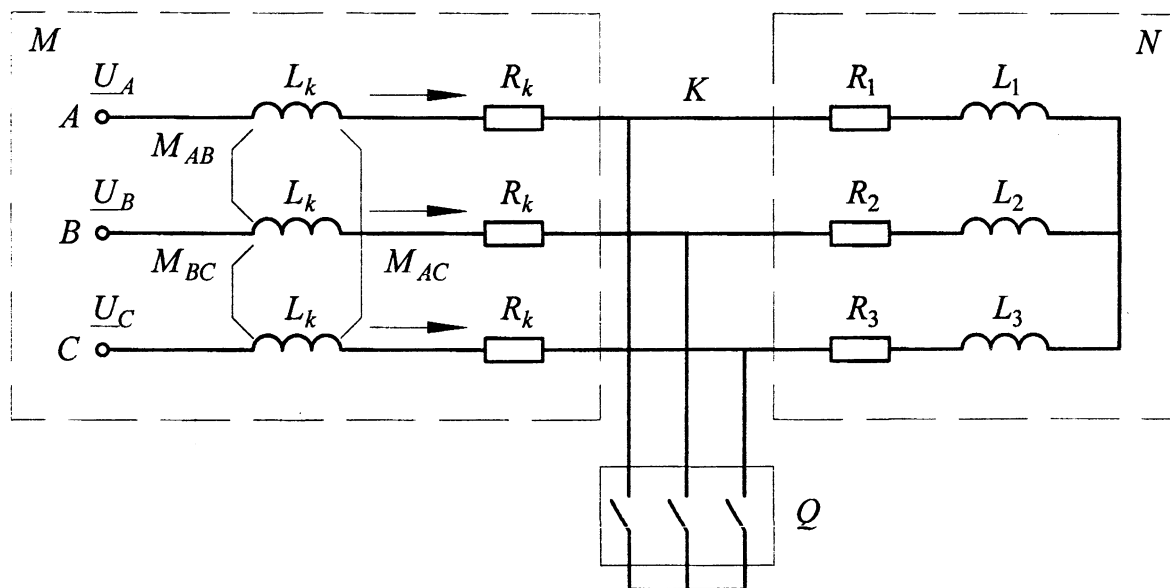 M N
U_A L_k R_k K R_1 L_1
A
M_AB
U_B L_k R_k R_2 L_2
B
M_BC M_AC
U_C L_k R_k R_3 L_3
C
Q